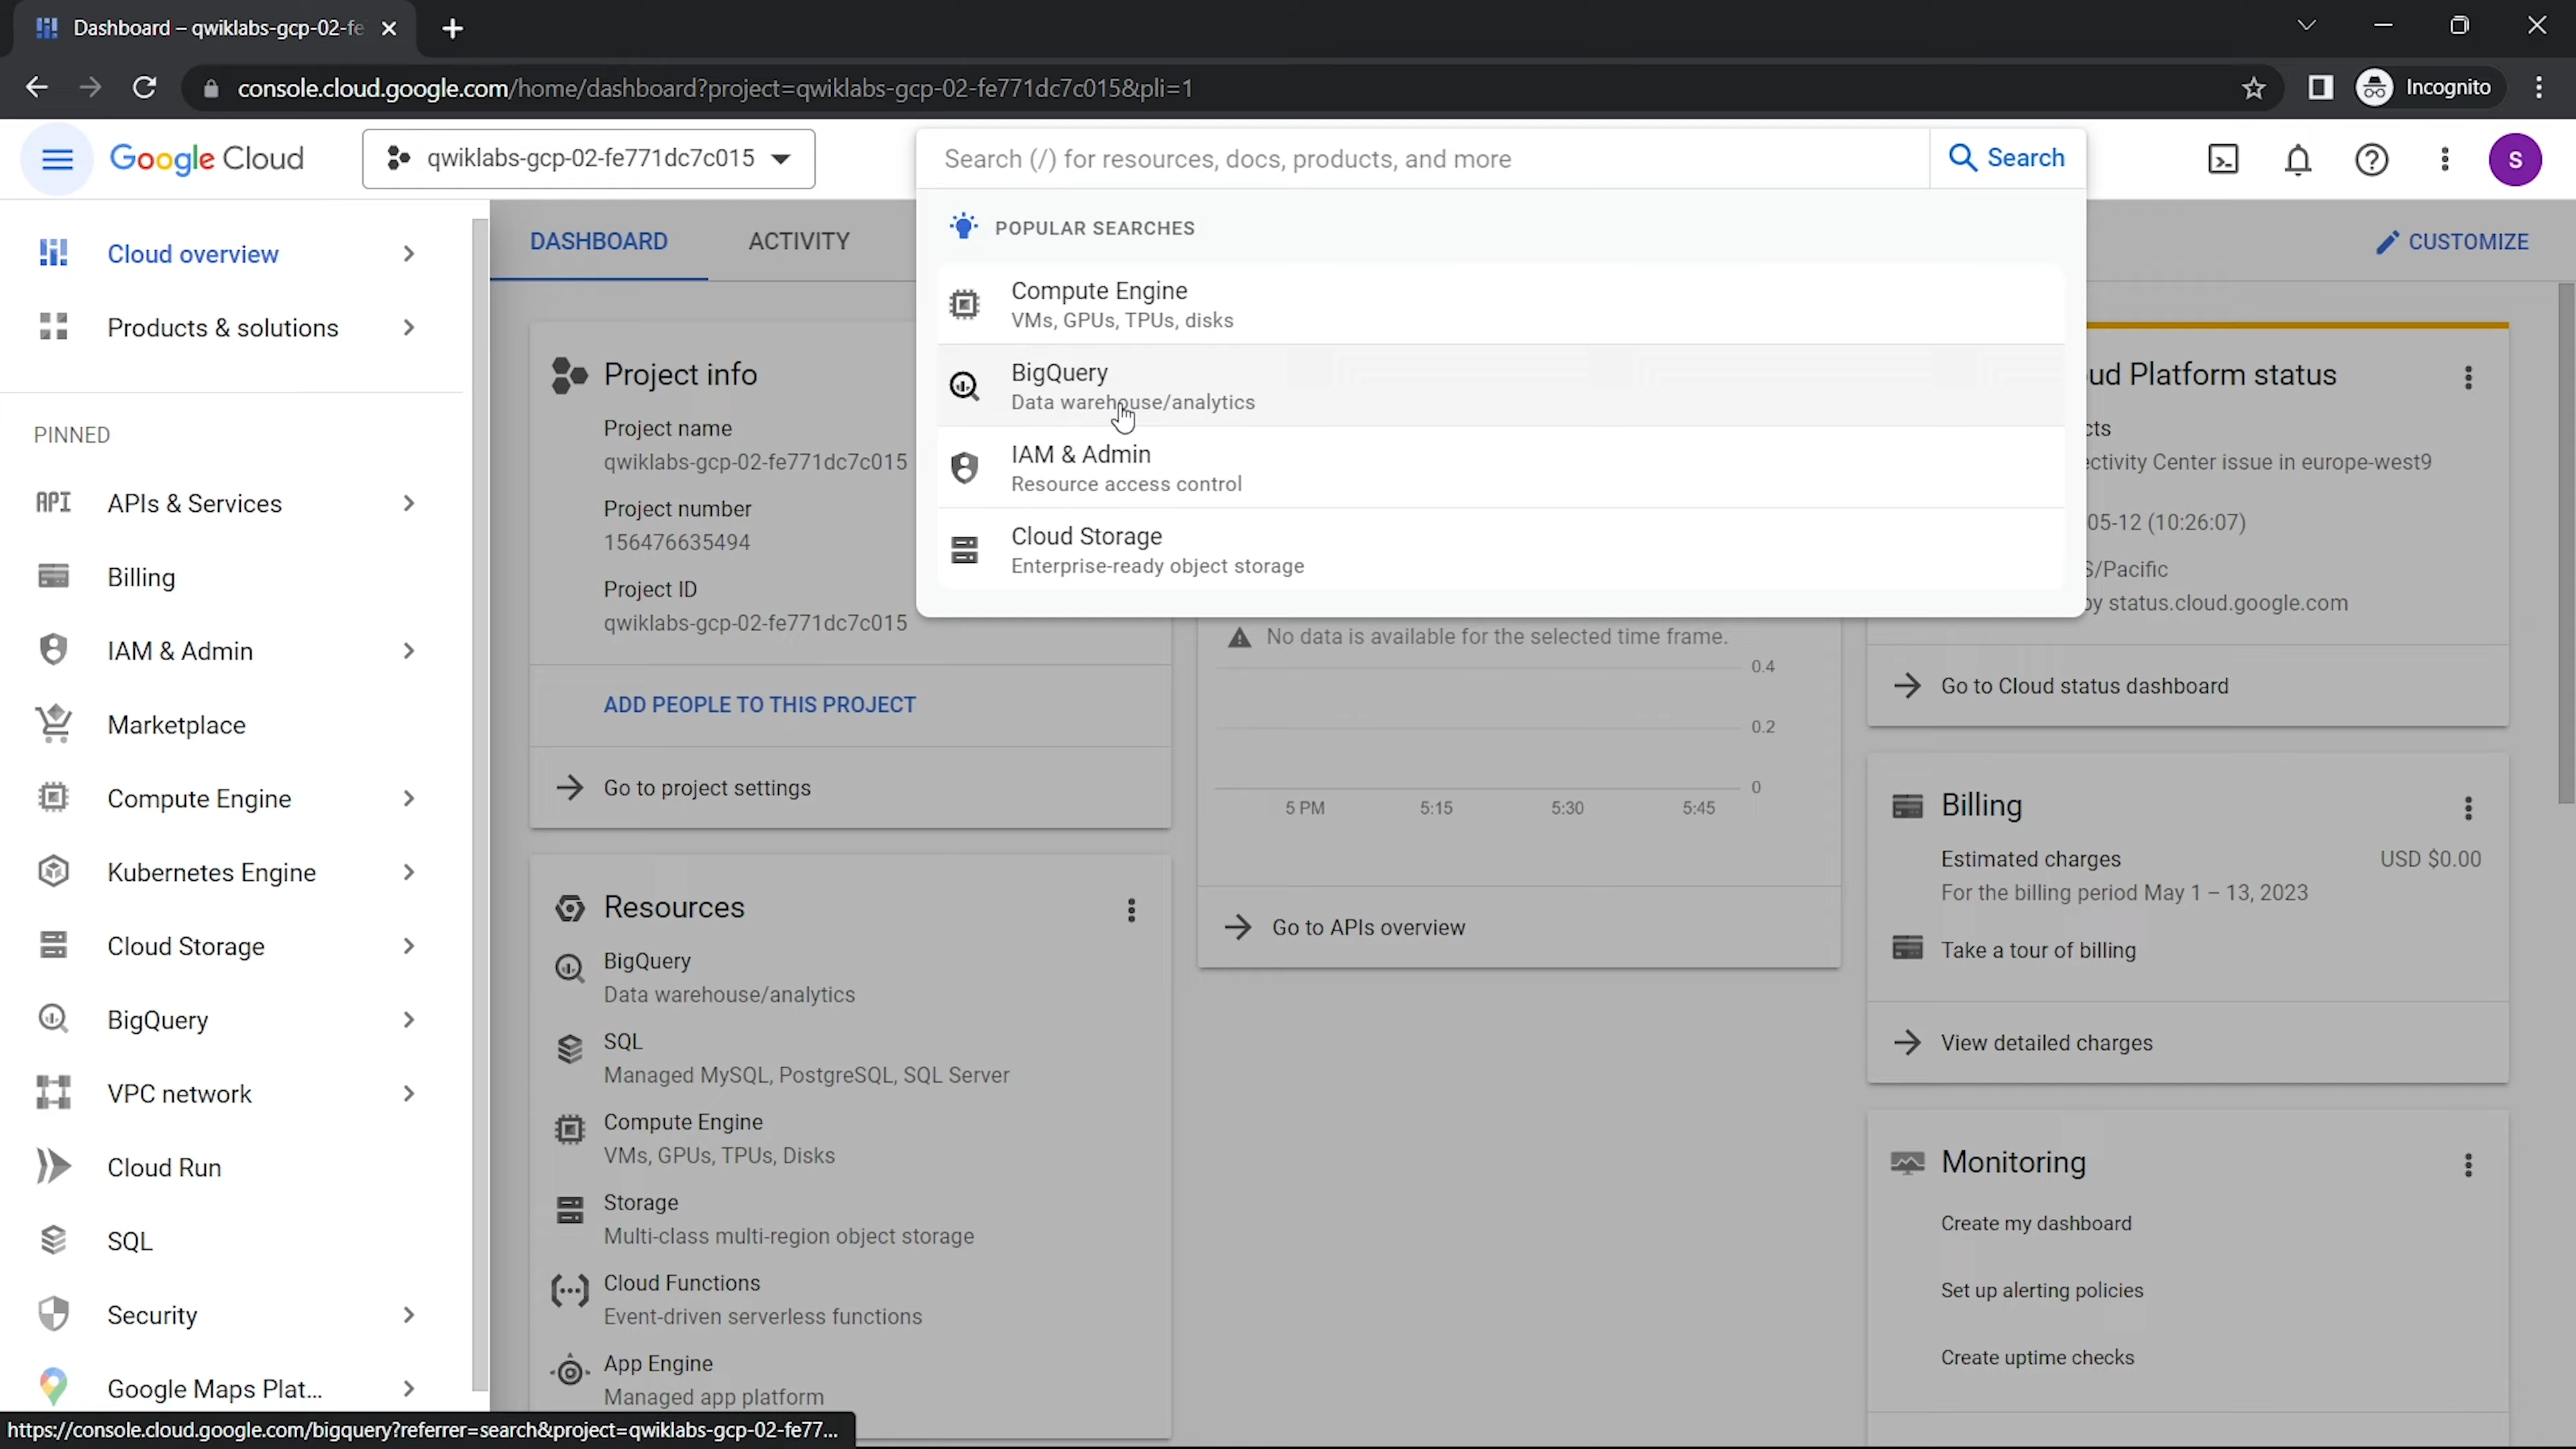 Dashboard – qwiklabs-gcp-02-fe
console.cloud.google.com/home/dashboard?project=qwiklabs-gcp-02-fe771dc7c015&pli=1
Incognito
Google Cloud
qwiklabs-gcp-02-fe771dc7c015
Search (/) for resources, docs, products, and more
Search
S
Cloud overview
Products & solutions
PINNED
APIs & Services
Billing
IAM & Admin
Marketplace
Compute Engine
Kubernetes Engine
Cloud Storage
BigQuery
VPC network
Cloud Run
SQL
Security
Google Maps Plat...
https://console.cloud.google.com/bigquery?referrer=search&project=qwiklabs-gcp-02-fe77...
DASHBOARD
ACTIVITY
CUSTOMIZE
POPULAR SEARCHES
Compute Engine
VMs, GPUs, TPUs, disks
BigQuery
Data warehouse/analytics
IAM & Admin
Resource access control
Cloud Storage
Enterprise-ready object storage
Project info
Project name
qwiklabs-gcp-02-fe771dc7c015
Project number
156476635494
Project ID
qwiklabs-gcp-02-fe771dc7c015
ADD PEOPLE TO THIS PROJECT
Go to project settings
Resources
BigQuery
Data warehouse/analytics
SQL
Managed MySQL, PostgreSQL, SQL Server
Compute Engine
VMs, GPUs, TPUs, Disks
Storage
Multi-class multi-region object storage
Cloud Functions
Event-driven serverless functions
App Engine
Managed app platform
No data is available for the selected time frame.
0.4
0.2
0
5 PM 5:15 5:30 5:45
Go to APIs overview
ud Platform status
cts
ectivity Center issue in europe-west9
05-12 (10:26:07)
S/Pacific
by status.cloud.google.com
Go to Cloud status dashboard
Billing
Estimated charges USD $0.00
For the billing period May 1 – 13, 2023
Take a tour of billing
View detailed charges
Monitoring
Create my dashboard
Set up alerting policies
Create uptime checks